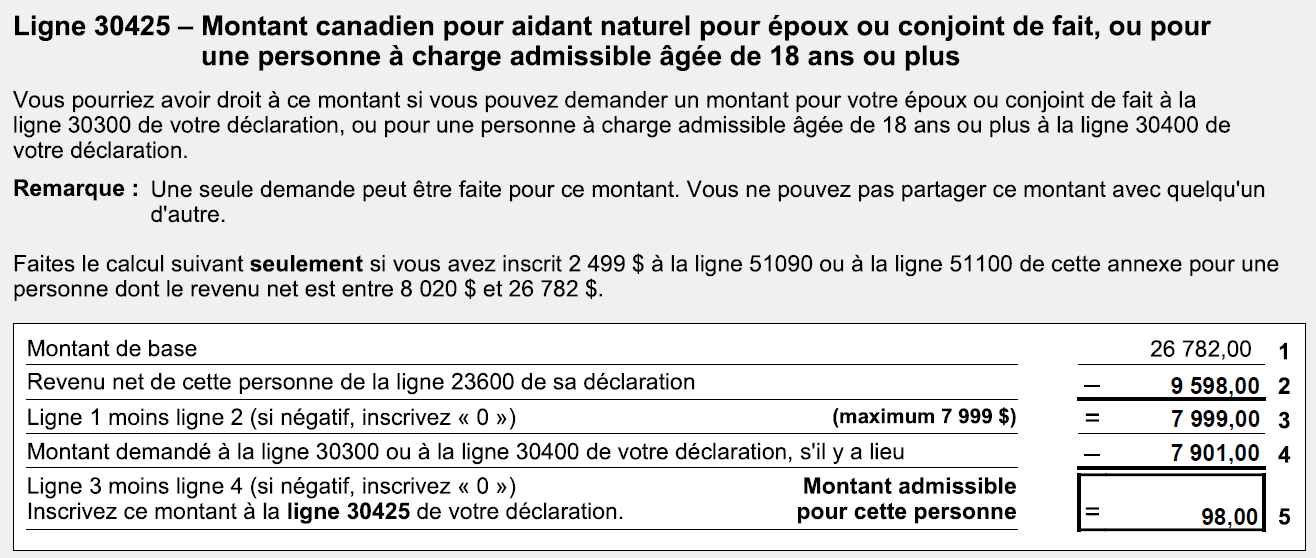 Ligne 30425 – Montant canadien pour aidant naturel pour époux ou conjoint de fait, ou pour
une personne à charge admissible âgée de 18 ans ou plus
Vous pourriez avoir droit à ce montant si vous pouvez demander un montant pour votre époux ou conjoint de fait à la
ligne 30300 de votre déclaration, ou pour une personne à charge admissible âgée de 18 ans ou plus à la ligne 30400 de
votre déclaration.
Remarque : Une seule demande peut être faite pour ce montant. Vous ne pouvez pas partager ce montant avec quelqu'un
d'autre.
Faites le calcul suivant seulement si vous avez inscrit 2 499 $ à la ligne 51090 ou à la ligne 51100 de cette annexe pour une
personne dont le revenu net est entre 8 020 $ et 26 782 $.
Montant de base 26 782,00 1
Revenu net de cette personne de la ligne 23600 de sa déclaration – 9 598,00 2
Ligne 1 moins ligne 2 (si négatif, inscrivez « 0 ») (maximum 7 999 $) = 7 999,00 3
Montant demandé à la ligne 30300 ou à la ligne 30400 de votre déclaration, s'il y a lieu – 7 901,00 4
Ligne 3 moins ligne 4 (si négatif, inscrivez « 0 ») Montant admissible
Inscrivez ce montant à la ligne 30425 de votre déclaration. pour cette personne = 98,00 5